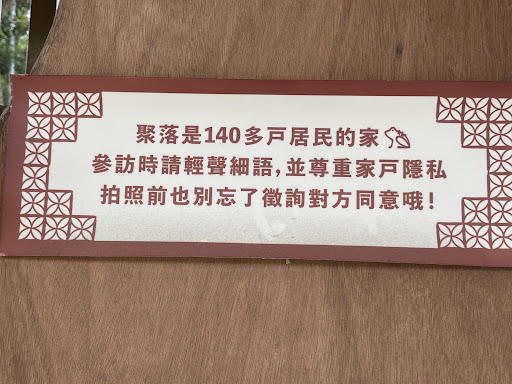 聚落是140多戶居民的家
參訪時請輕聲細語,並尊重家戶隱私
拍照前也別忘了徵詢對方同意哦!